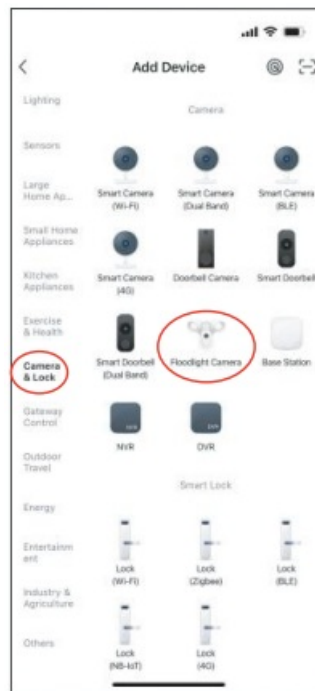 Add Device
Lighting
Sensors
Large
Home Ap...
Small Home
Appliances
Kitchen
Appliances
Exercise
& Health
Camera
& Lock
Gateway
Control
Outdoor
Travel
Energy
Entertainm
ent
Industry &
Agriculture
Others
Camera
Smart Camera
(Wi-Fi)
Smart Camera
(Dual Band)
Smart Camera
(BLE)
Smart Camera
(4G)
Doorbell Camera
Smart Doorbell
Smart Doorbell
(Dual Band)
Floodlight Camera
Base Station
NVR
DVR
Smart Lock
Lock
(Wi-Fi)
Lock
(Zigbee)
Lock
(BLE)
Lock
(NB-IoT)
Lock
(4G)